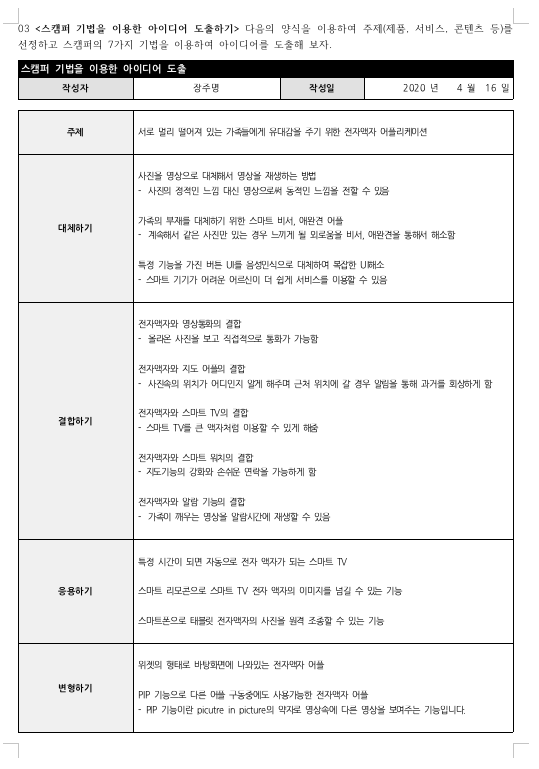 03 <스캠퍼 기법을 이용한 아이디어 도출하기> 다음의 양식을 이용하여 주제(제품, 서비스, 콘텐츠 등)를
선정하고 스캠퍼의 7가지 기법을 이용하여 아이디어를 도출해 보자.
스캠퍼 기법을 이용한 아이디어 도출
작성자 장주명 작성일 2020 년 4 월 16 일
주제
서로 멀리 떨어져 있는 가족들에게 유대감을 주기 위한 전자액자 어플리케이션
대체하기
사진을 영상으로 대체해서 영상을 재생하는 방법
- 사진의 정적인 느낌 대신 영상으로써 동적인 느낌을 전할 수 있음
가족의 부재를 대체하기 위한 스마트 비서, 애완견 어플
- 계속해서 같은 사진만 있는 경우 느끼게 될 외로움을 비서, 애완견을 통해서 해소함
특정 기능을 가진 버튼 UI를 음성인식으로 대체하여 복잡한 UI해소
- 스마트 기기가 어려운 어르신이 더 쉽게 서비스를 이용할 수 있음
결합하기
전자액자와 영상통화의 결합
- 올라온 사진을 보고 직접적으로 통화가 가능함
전자액자와 지도 어플의 결합
- 사진속의 위치가 어디인지 알게 해주며 근처 위치에 갈 경우 알림을 통해 과거를 회상하게 함
전자액자와 스마트 TV의 결합
- 스마트 TV를 큰 액자처럼 이용할 수 있게 해줌
전자액자와 스마트 워치의 결합
- 지도기능의 강화와 손쉬운 연락을 가능하게 함
전자액자와 알람 기능의 결합
- 가족이 깨우는 영상을 알람시간에 재생할 수 있음
응용하기
특정 시간이 되면 자동으로 전자 액자가 되는 스마트 TV
스마트 리모콘으로 스마트 TV 전자 액자의 이미지를 넘길 수 있는 기능
스마트폰으로 태블릿 전자액자의 사진을 원격 조종할 수 있는 기능
변형하기
위젯의 형태로 바탕화면에 나와있는 전자액자 어플
PIP 기능으로 다른 어플 구동중에도 사용가능한 전자액자 어플
- PIP 기능이란 picutre in picture의 약자로 영상속에 다른 영상을 보여주는 기능입니다.